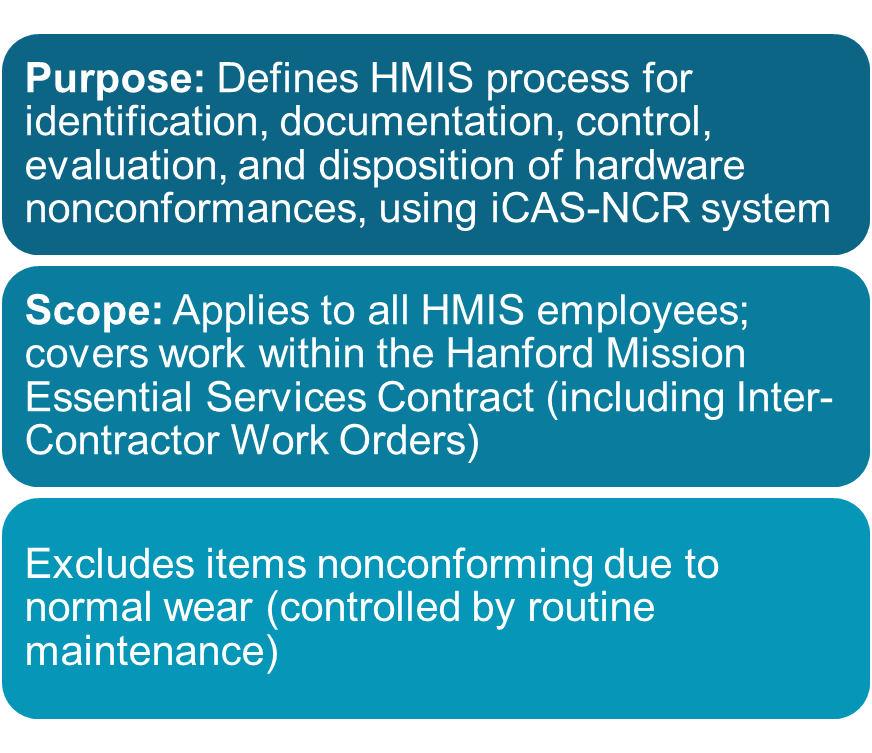 Purpose: Defines HMIS process for
identification, documentation, control,
evaluation, and disposition of hardware
nonconformances, using iCAS-NCR system
Scope: Applies to all HMIS employees;
covers work within the Hanford Mission
Essential Services Contract (including Inter-
Contractor Work Orders)
Excludes items nonconforming due to
normal wear (controlled by routine
maintenance)